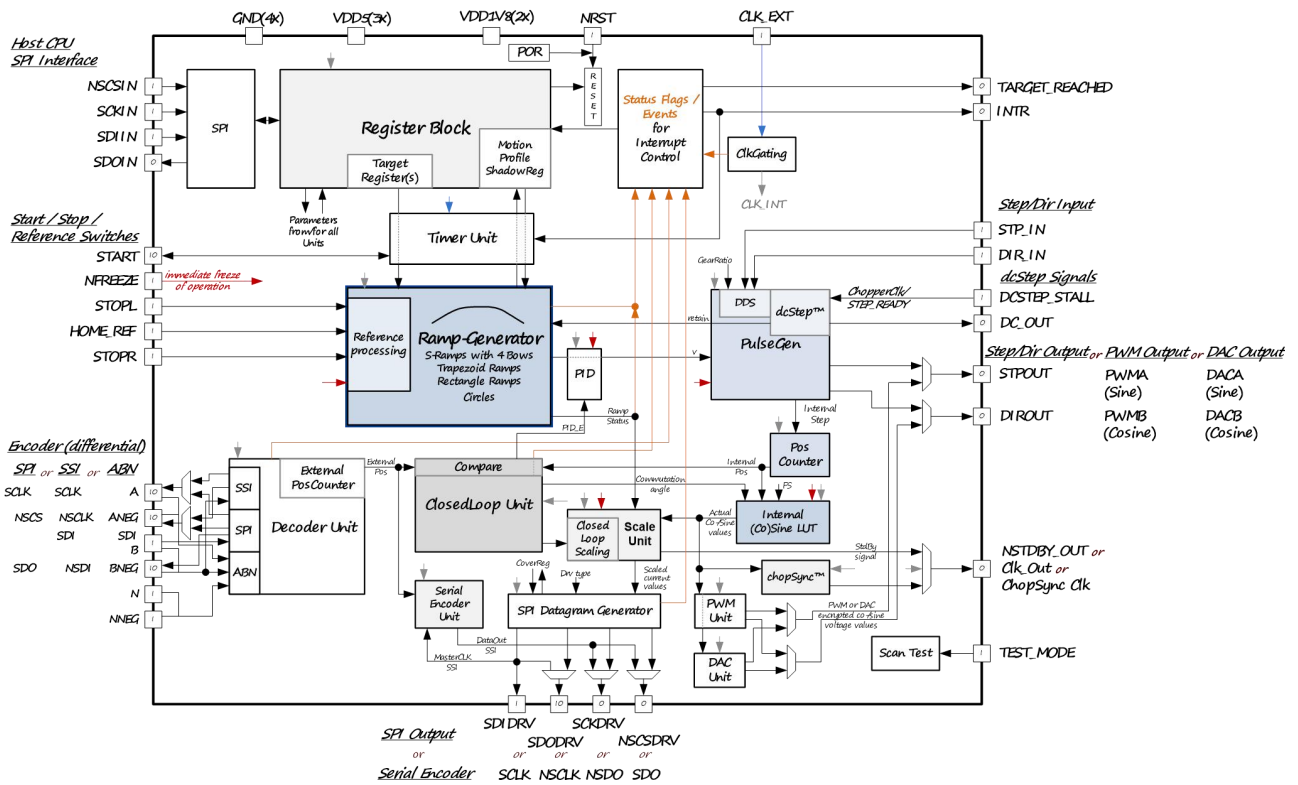 GND(4x)
VDD5(3x)
VDD1V8(2x)
NRST
CLK_EXT
Host CPU
SPI Interface
NSCSIN
SCKIN
SDIIN
SDOIN
I
I
I
O
SPI
Register Block
Target
Register(s)
Motion
Profile
ShadowReg
POR
I
R
E
S
E
T
I
Status Flags /
Events
for
Interrupt
Control
ClkGating
CLK_INT
O
O
TARGET_REACHED
INTR
Parameters
from/for all
Units
Timer Unit
Start / Stop /
Reference Switches
START
NFREEZE
STOPL
HOME_REF
STOPR
IO
I
I
I
I
immediate freeze
of operation
Reference
processing
Ramp-Generator
S-Ramps with 4 Bows
Trapezoid Ramps
Rectangle Ramps
Circles
PID
PID_E
Ramp
Status
retain
v
GearRatio
DDS
dcStep™
PulseGen
ChopperClk/
STEP_READY
Step/Dir Input
STP_IN
DIR_IN
dcStep Signals
DCSTEP_STALL
DC_OUT
I
I
I
O
Step/Dir Output or PWM Output or DAC Output
STPOUT
PWMA
(Sine)
DACA
(Sine)
DIROUT
PWMB
(Cosine)
DACB
(Cosine)
O
O
Internal
Step
Pos
Counter
Internal
Pos
PS
Encoder (differential)
SPI or SSI or ABN
SCLK SCLK A
NSCS NSCLK ANEG
SDI SDI
B
SDO NSDI BNEG
N
NNEG
IO
IO
I
I
IO
I
I
SSI
SPI
ABN
External
PosCounter
Decoder Unit
External
Pos
Compare
ClosedLoop Unit
Commutation
angle
Closed
Loop
Scaling
Scale
Unit
Actual
Co-/Sine
values
Internal
(Co)Sine LUT
StdBy
signal
chopSync™
NSTDBY_OUT or
Clk_Out or
ChopSync Clk
O
Serial
Encoder
Unit
CoverReg
Drv type
Scaled
current
values
SPI Datagram Generator
DataOut
SSI
MasterCLK
SSI
PWM
Unit
DAC
Unit
PWM or DAC
encrypted co-/sine
voltage values
Scan Test
I
TEST_MODE
I
IO
O
O
SDIDRV
SDODRV
SCKDRV
NSCSDRV
SPI Output
or
Serial Encoder
or or or or
SCLK NSCLK NSDO SDO